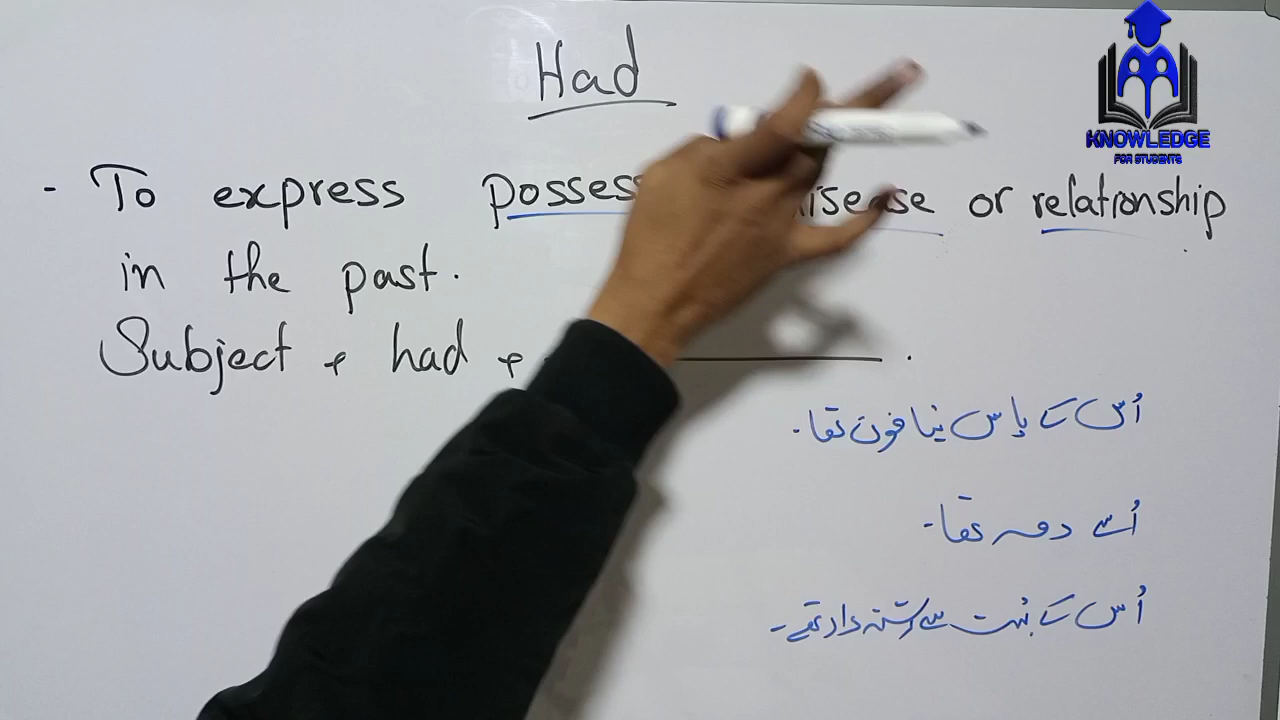 Had
KNOWLEDGE
FOR STUDENTS
- To express possess isease or relationship
in the past.
Subject + had + .
اُس کے پاس نیا فون تھا۔
اُسے دمہ تھا۔
اُس کے بہت سے رشتہ دار تھے۔